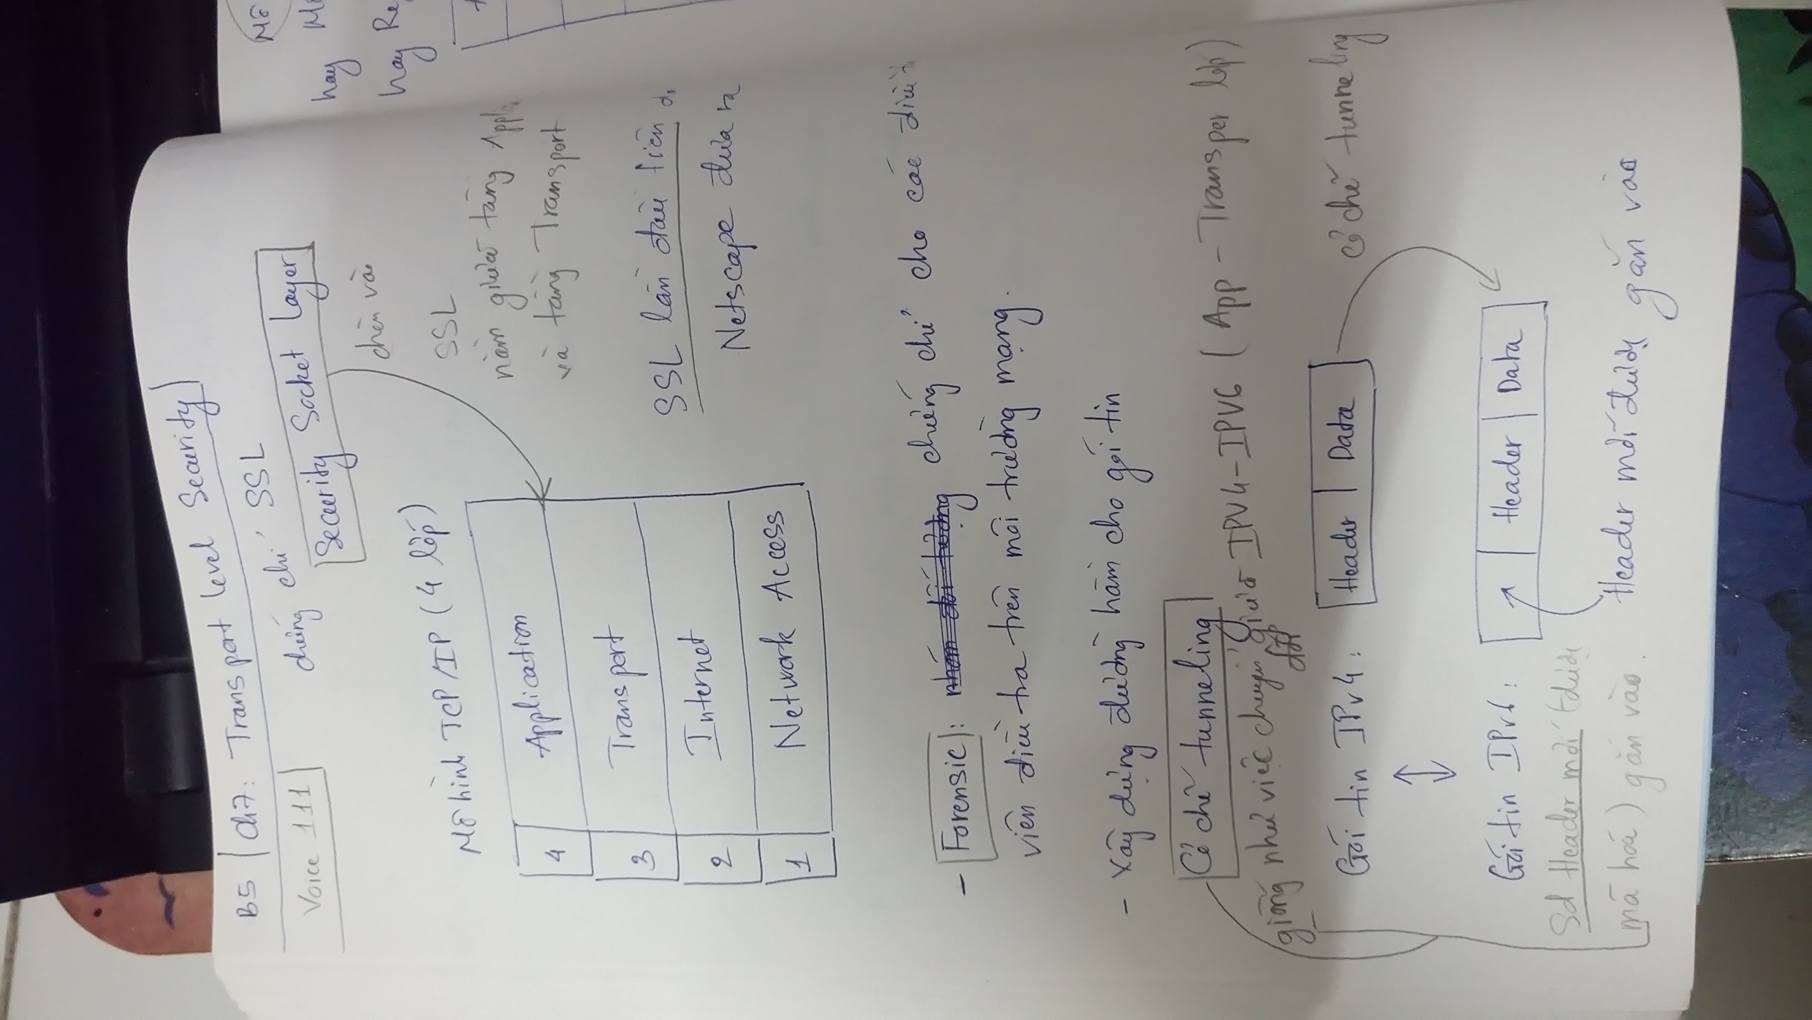 B5 | Ch7: Transport level Security
Voice 111
chứng chỉ SSL
Security Socket Layer
chèn vào
Mô hình TCP/IP (4 lớp)
SSL
nằm giữa tầng Appl
và tầng Transport
4 Application
3 Transport
2 Internet
1 Network Access
SSL lần đầu tiên
Netscape đưa ra
- Forensic: chứng chỉ cho các điều
viên điều tra trên môi trường mạng.
- Xây dựng đường hầm cho gói tin
Cơ chế tunneling
giống như việc chuyển đổi giữa IPV4-IPV6 (App - Transper lớp)
Gói tin IPv4: Header | Data
Cơ chế tunneling
Gói tin IPv6: Header | Data
Sd Header mới (được
mã hoá) gắn vào.
Header mới được gắn vào
Mô
hay
hay Re